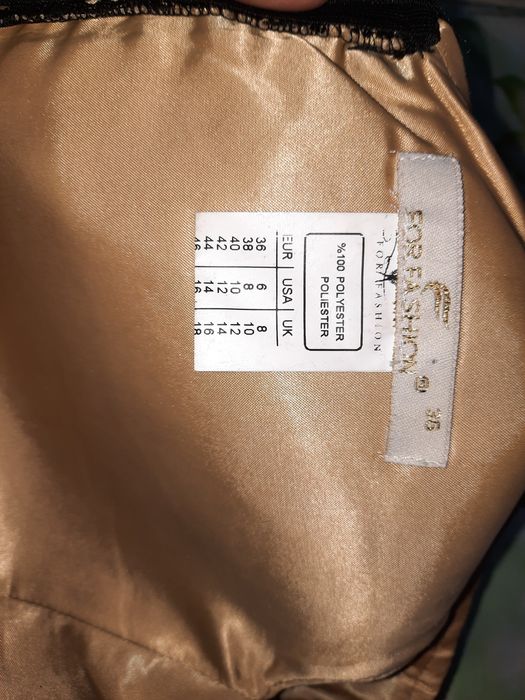 FOR FASHION ® 36
FOR FASHION
%100 POLYESTER
POLIESTER
EUR | USA | UK
36 6 8
38 8 10
40 10 12
42 12 14
44 14 16